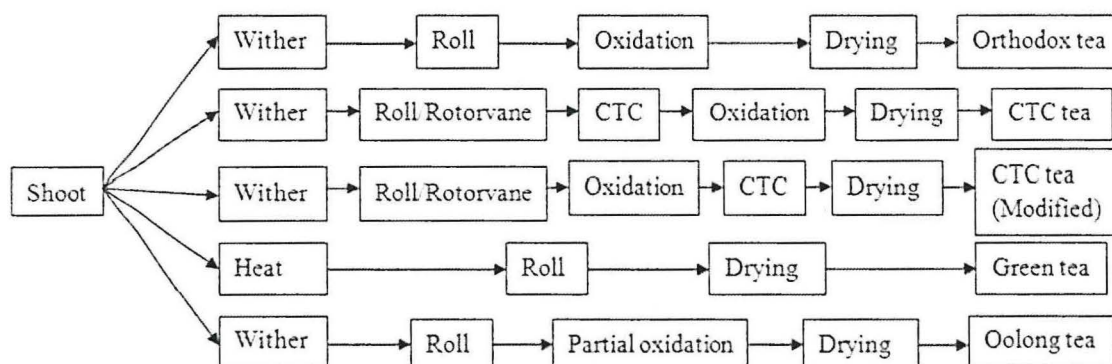 Wither Roll Oxidation Drying Orthodox tea
Wither Roll/Rotorvane CTC Oxidation Drying CTC tea
Shoot
Wither Roll/Rotorvane Oxidation CTC Drying CTC tea
(Modified)
Heat Roll Drying Green tea
Wither Roll Partial oxidation Drying Oolong tea